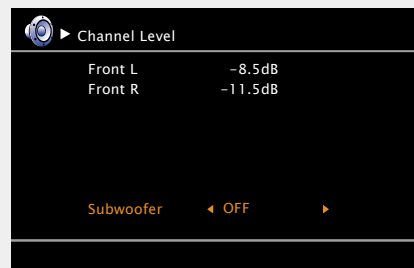 Channel Level
Front L –8.5dB
Front R –11.5dB
Subwoofer OFF